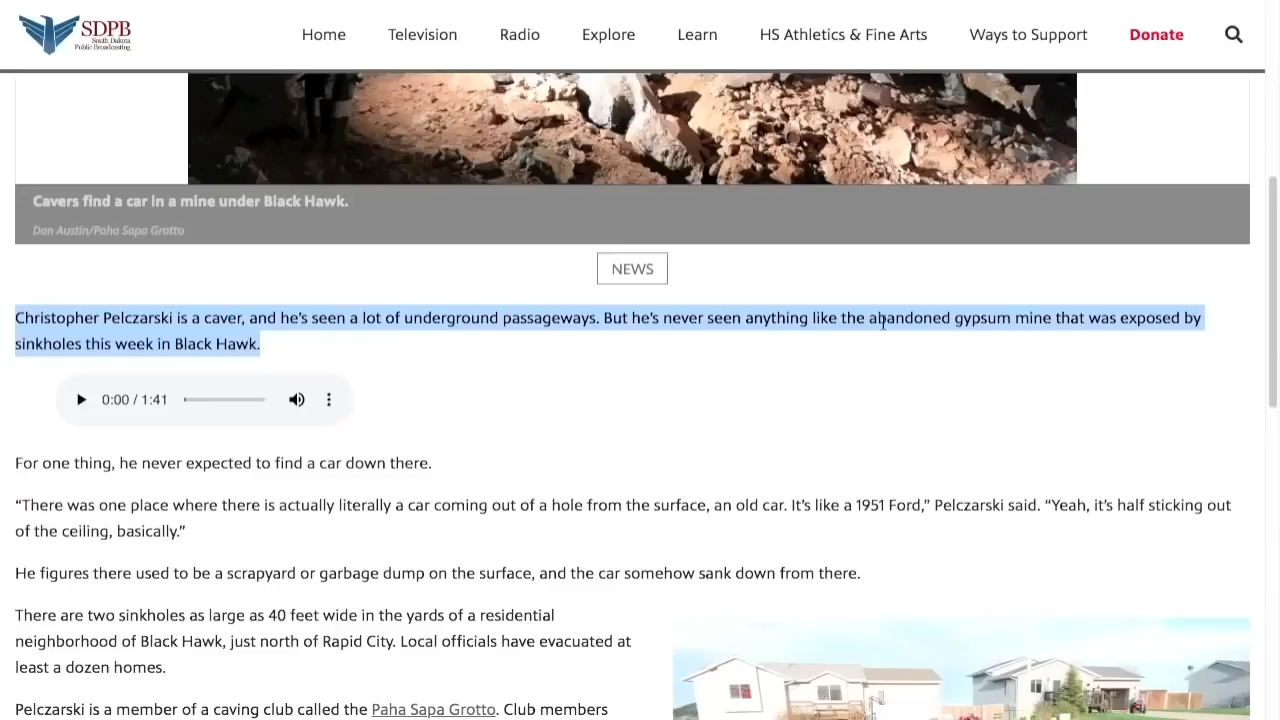 SDPB
South Dakota
Public Broadcasting
Home Television Radio Explore Learn HS Athletics & Fine Arts Ways to Support Donate
Cavers find a car in a mine under Black Hawk.
Dan Austin/Paha Sapa Grotto
NEWS
Christopher Pelczarski is a caver, and he's seen a lot of underground passageways. But he's never seen anything like the abandoned gypsum mine that was exposed by
sinkholes this week in Black Hawk.
0:00 / 1:41
For one thing, he never expected to find a car down there.
“There was one place where there is actually literally a car coming out of a hole from the surface, an old car. It's like a 1951 Ford,” Pelczarski said. “Yeah, it's half sticking out
of the ceiling, basically.”
He figures there used to be a scrapyard or garbage dump on the surface, and the car somehow sank down from there.
There are two sinkholes as large as 40 feet wide in the yards of a residential
neighborhood of Black Hawk, just north of Rapid City. Local officials have evacuated at
least a dozen homes.
Pelczarski is a member of a caving club called the Paha Sapa Grotto. Club members